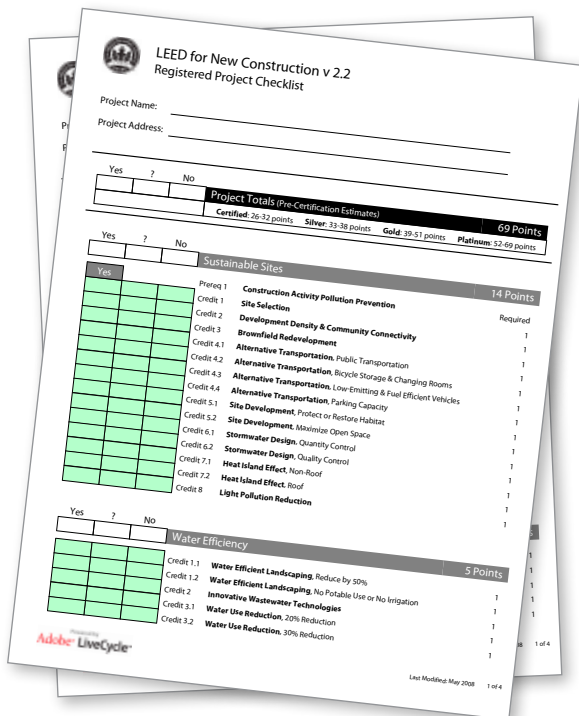 LEED for New Construction v 2.2
Registered Project Checklist
Project Name:
Project Address:
Yes ? No
Project Totals (Pre-Certification Estimates) 69 Points
Certified: 26-32 points Silver: 33-38 points Gold: 39-51 points Platinum: 52-69 points
Yes ? No
Sustainable Sites 14 Points
Yes Prereq 1 Construction Activity Pollution Prevention Required
Credit 1 Site Selection 1
Credit 2 Development Density & Community Connectivity 1
Credit 3 Brownfield Redevelopment 1
Credit 4.1 Alternative Transportation, Public Transportation 1
Credit 4.2 Alternative Transportation, Bicycle Storage & Changing Rooms 1
Credit 4.3 Alternative Transportation, Low-Emitting & Fuel Efficient Vehicles 1
Credit 4.4 Alternative Transportation, Parking Capacity 1
Credit 5.1 Site Development, Protect or Restore Habitat 1
Credit 5.2 Site Development, Maximize Open Space 1
Credit 6.1 Stormwater Design, Quantity Control 1
Credit 6.2 Stormwater Design, Quality Control 1
Credit 7.1 Heat Island Effect, Non-Roof 1
Credit 7.2 Heat Island Effect, Roof 1
Credit 8 Light Pollution Reduction 1
Yes ? No
Water Efficiency 5 Points
Credit 1.1 Water Efficient Landscaping, Reduce by 50% 1
Credit 1.2 Water Efficient Landscaping, No Potable Use or No Irrigation 1
Credit 2 Innovative Wastewater Technologies 1
Credit 3.1 Water Use Reduction, 20% Reduction 1
Credit 3.2 Water Use Reduction, 30% Reduction 1
Powered by
Adobe LiveCycle
Last Modified: May 2008 1 of 4
1
1
1
1
1
1 of 4